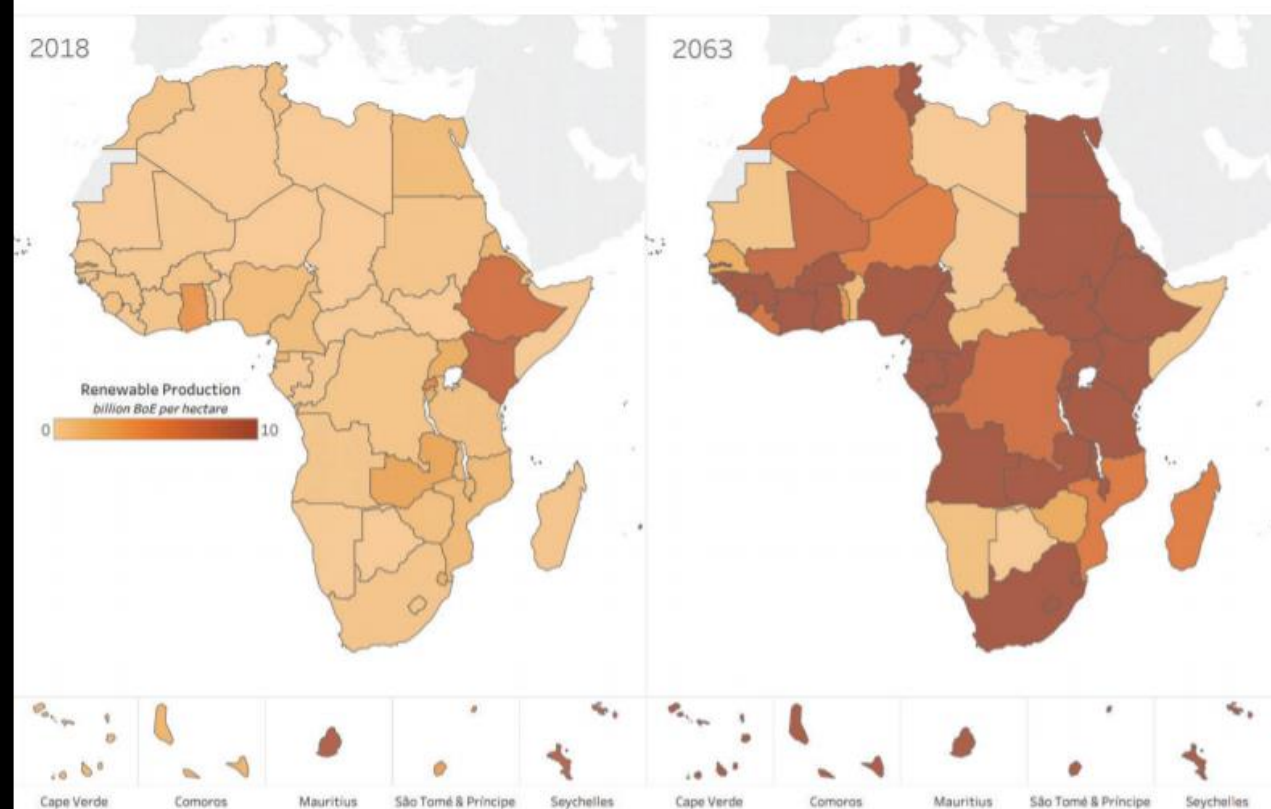 2018
2063
Renewable Production
billion BoE per hectare
0 10
Cape Verde Comoros Mauritius São Tomé & Príncipe Seychelles Cape Verde Comoros Mauritius São Tomé & Príncipe Seychelles